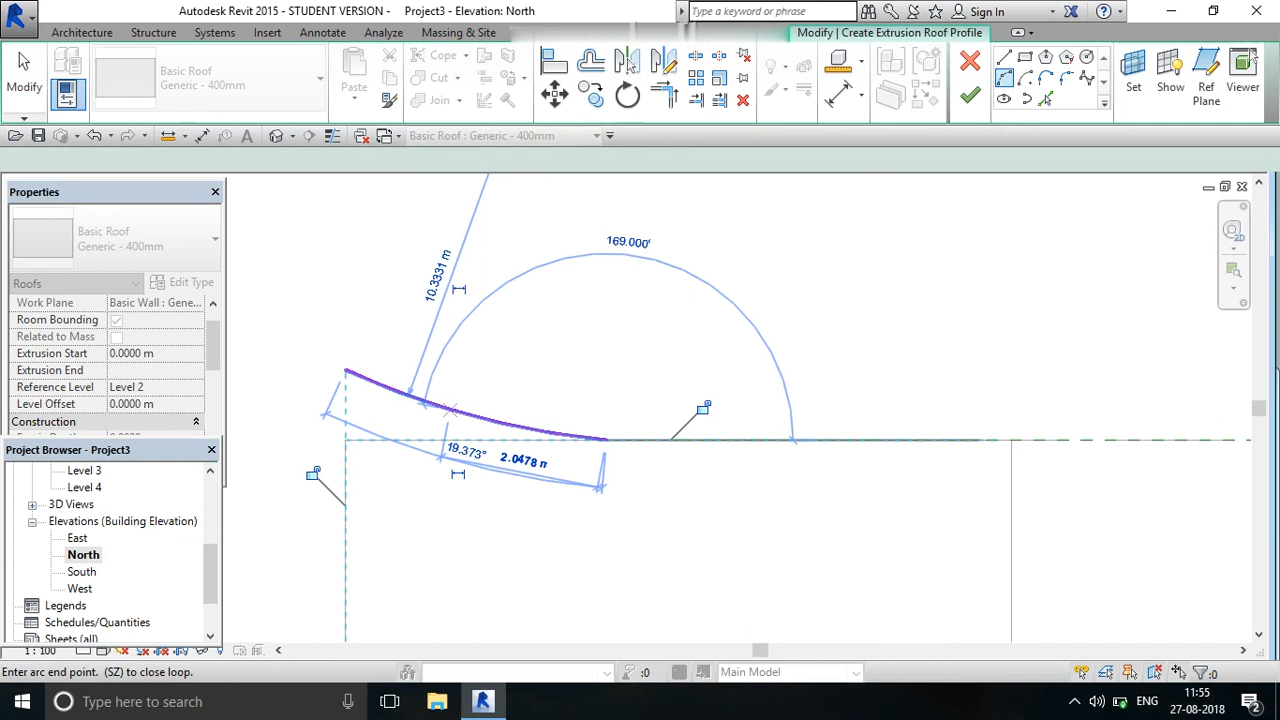 Autodesk Revit 2015 - STUDENT VERSION - Project3 - Elevation: North
Type a keyword or phrase
Sign In
Architecture Structure Systems Insert Annotate Analyze Massing & Site Modify | Create Extrusion Roof Profile
Modify
Basic Roof
Basic Roof
Paste
Cope
Cut
Join
Set Show Ref Plane Viewer
Basic Roof : Generic - 400mm
Properties
Basic Roof
Generic - 400mm
Roofs Edit Type
Work Plane Basic Wall : Gene...
Room Bounding
Related to Mass
Extrusion Start 0.0000 m
Extrusion End
Reference Level Level 2
Level Offset 0.0000 m
Construction
Project Browser - Project3
Level 3
Level 4
3D Views
Elevations (Building Elevation)
East
North
South
West
Legends
Schedules/Quantities
Sheets (all)
169.000°
10.3331 m
19.373°
2.0478
1 : 100
Enter arc end point. (SZ) to close loop.
:0
Main Model
:0
Type here to search
ENG
11:55
27-08-2018
2
2D